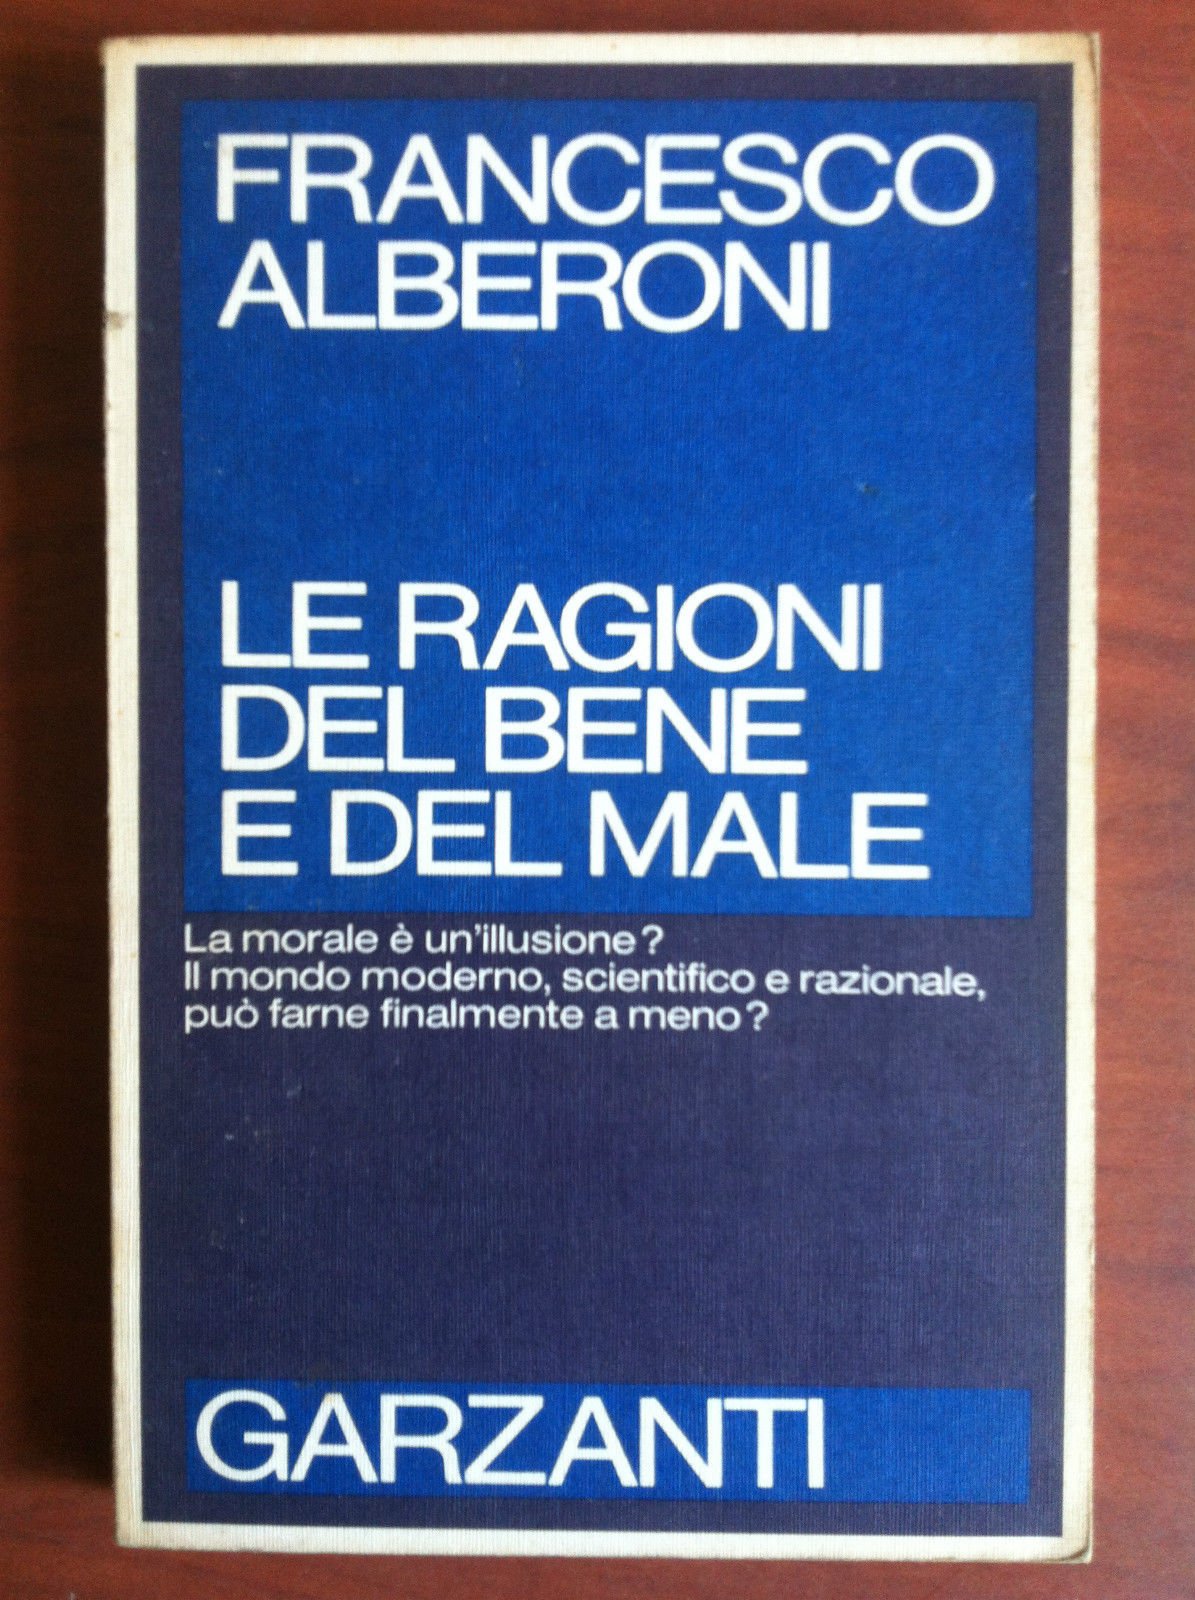 FRANCESCO
ALBERONI
LE RAGIONI
DEL BENE
E DEL MALE
La morale è un'illusione?
Il mondo moderno, scientifico e razionale,
può farne finalmente a meno?
GARZANTI